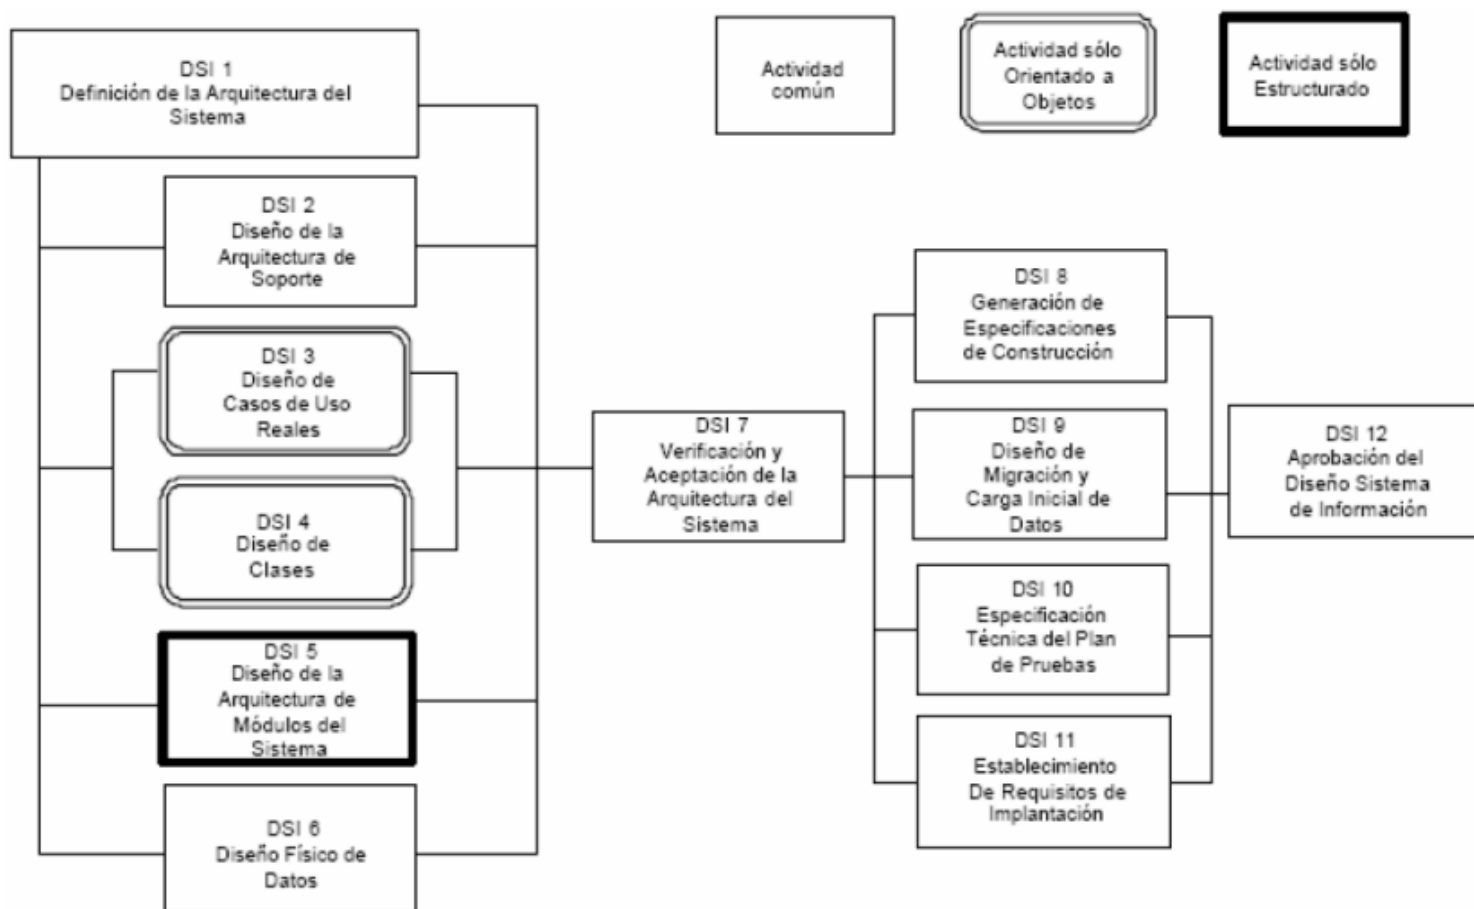 DSI 1
Definición de la Arquitectura del
Sistema
DSI 2
Diseño de la
Arquitectura de
Soporte
DSI 3
Diseño de
Casos de Uso
Reales
DSI 4
Diseño de
Clases
DSI 5
Diseño de la
Arquitectura de
Módulos del
Sistema
DSI 6
Diseño Físico de
Datos
Actividad
común
Actividad sólo
Orientado a
Objetos
Actividad sólo
Estructurado
DSI 7
Verificación y
Aceptación de la
Arquitectura del
Sistema
DSI 8
Generación de
Especificaciones
de Construcción
DSI 9
Diseño de
Migración y
Carga Inicial de
Datos
DSI 10
Especificación
Técnica del Plan
de Pruebas
DSI 11
Establecimiento
De Requisitos de
Implantación
DSI 12
Aprobación del
Diseño Sistema
de Información